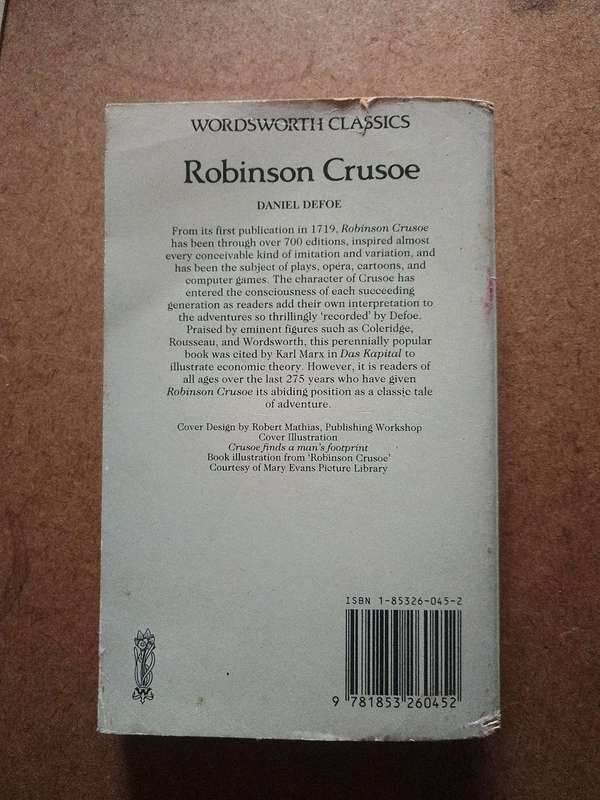 WORDSWORTH CLASSICS
Robinson Crusoe
DANIEL DEFOE
From its first publication in 1719, Robinson Crusoe
has been through over 700 editions, inspired almost
every conceivable kind of imitation and variation, and
has been the subject of plays, opera, cartoons, and
computer games. The character of Crusoe has
entered the consciousness of each succeeding
generation as readers add their own interpretation to
the adventures so thrillingly ‘recorded’ by Defoe.
Praised by eminent figures such as Coleridge,
Rousseau, and Wordsworth, this perennially popular
book was cited by Karl Marx in Das Kapital to
illustrate economic theory. However, it is readers of
all ages over the last 275 years who have given
Robinson Crusoe its abiding position as a classic tale
of adventure.
Cover Design by Robert Mathias, Publishing Workshop
Cover Illustration
Crusoe finds a man's footprint
Book illustration from ‘Robinson Crusoe’
Courtesy of Mary Evans Picture Library
ISBN 1-85326-045-2
9 781853 260452